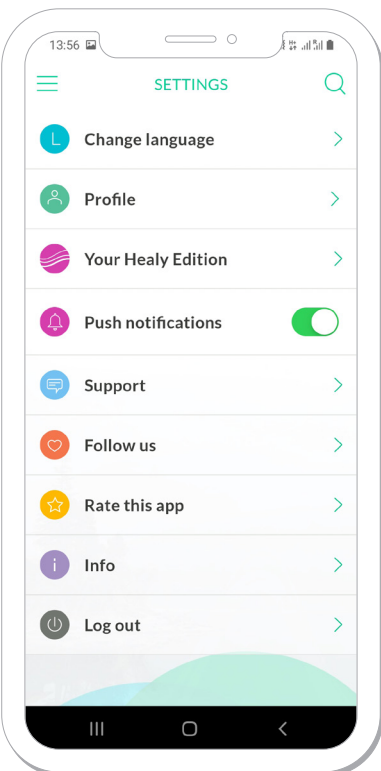 13:56
SETTINGS
L Change language
Profile
Your Healy Edition
Push notifications
Support
Follow us
Rate this app
i Info
Log out